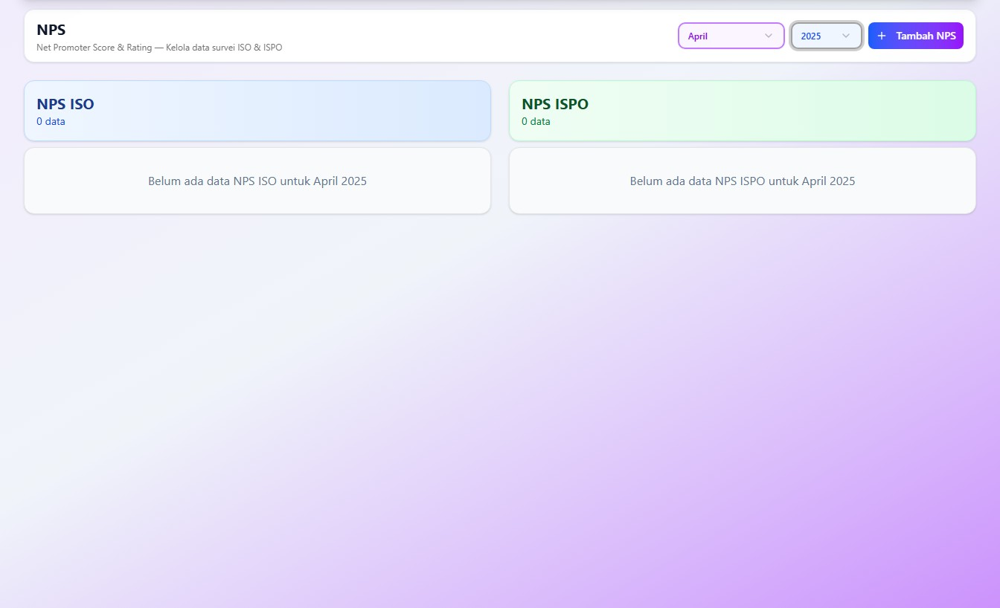 NPS
Net Promoter Score & Rating — Kelola data survei ISO & ISPO
April
2025
Tambah NPS
NPS ISO
0 data
Belum ada data NPS ISO untuk April 2025
NPS ISPO
0 data
Belum ada data NPS ISPO untuk April 2025